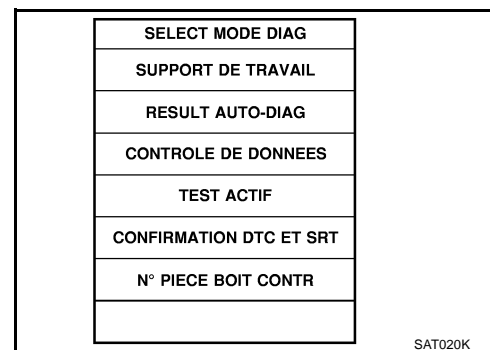 SELECT MODE DIAG
SUPPORT DE TRAVAIL
RESULT AUTO-DIAG
CONTROLE DE DONNEES
TEST ACTIF
CONFIRMATION DTC ET SRT
N° PIECE BOIT CONTR
SAT020K